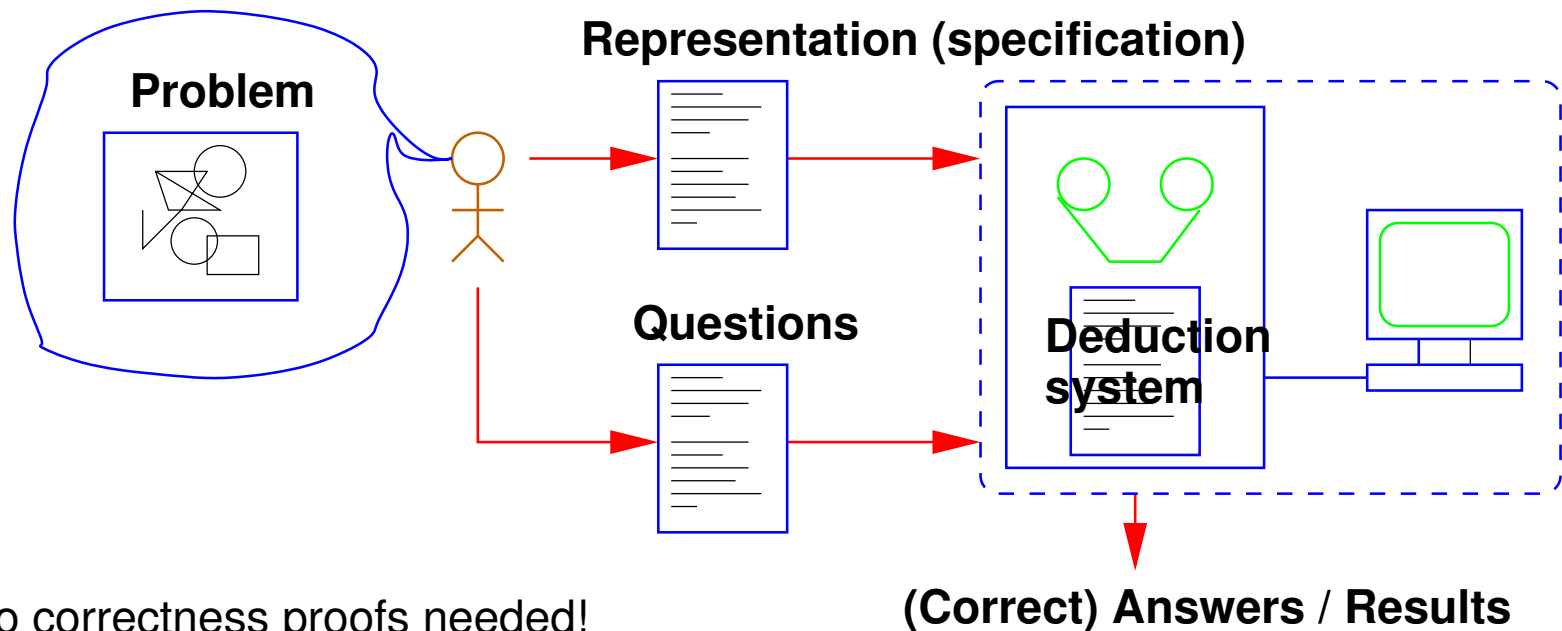 Representation (specification)
Problem
Questions
Deduction
system
(Correct) Answers / Results
correctness proofs needed!